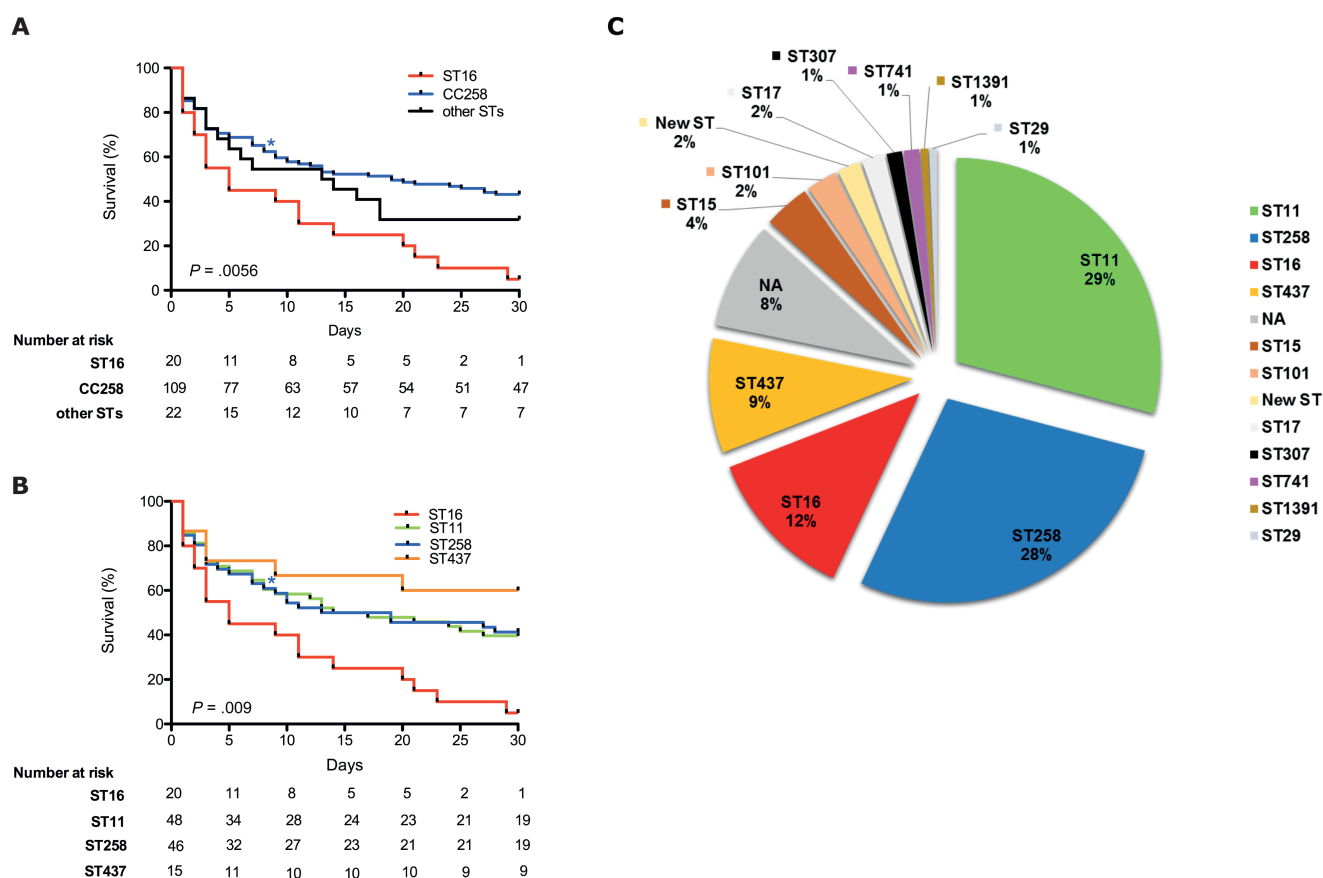 A
100
80
60
40
20
0
Survival (%)
ST16
CC258
other STs
*
P = .0056
0 5 10 15 20 25 30
Days
Number at risk
ST16 20 11 8 5 5 2 1
CC258 109 77 63 57 54 51 47
other STs 22 15 12 10 7 7 7
B
100
80
60
40
20
0
Survival (%)
ST16
ST11
ST258
ST437
*
P = .009
0 5 10 15 20 25 30
Days
Number at risk
ST16 20 11 8 5 5 2 1
ST11 48 34 28 24 23 21 19
ST258 46 32 27 23 21 21 19
ST437 15 11 10 10 10 9 9
C
ST307
1%
ST741
1%
ST1391
1%
ST17
2%
ST29
1%
New ST
2%
ST101
2%
ST15
4%
NA
8%
ST437
9%
ST16
12%
ST258
28%
ST11
29%
ST11
ST258
ST16
ST437
NA
ST15
ST101
New ST
ST17
ST307
ST741
ST1391
ST29